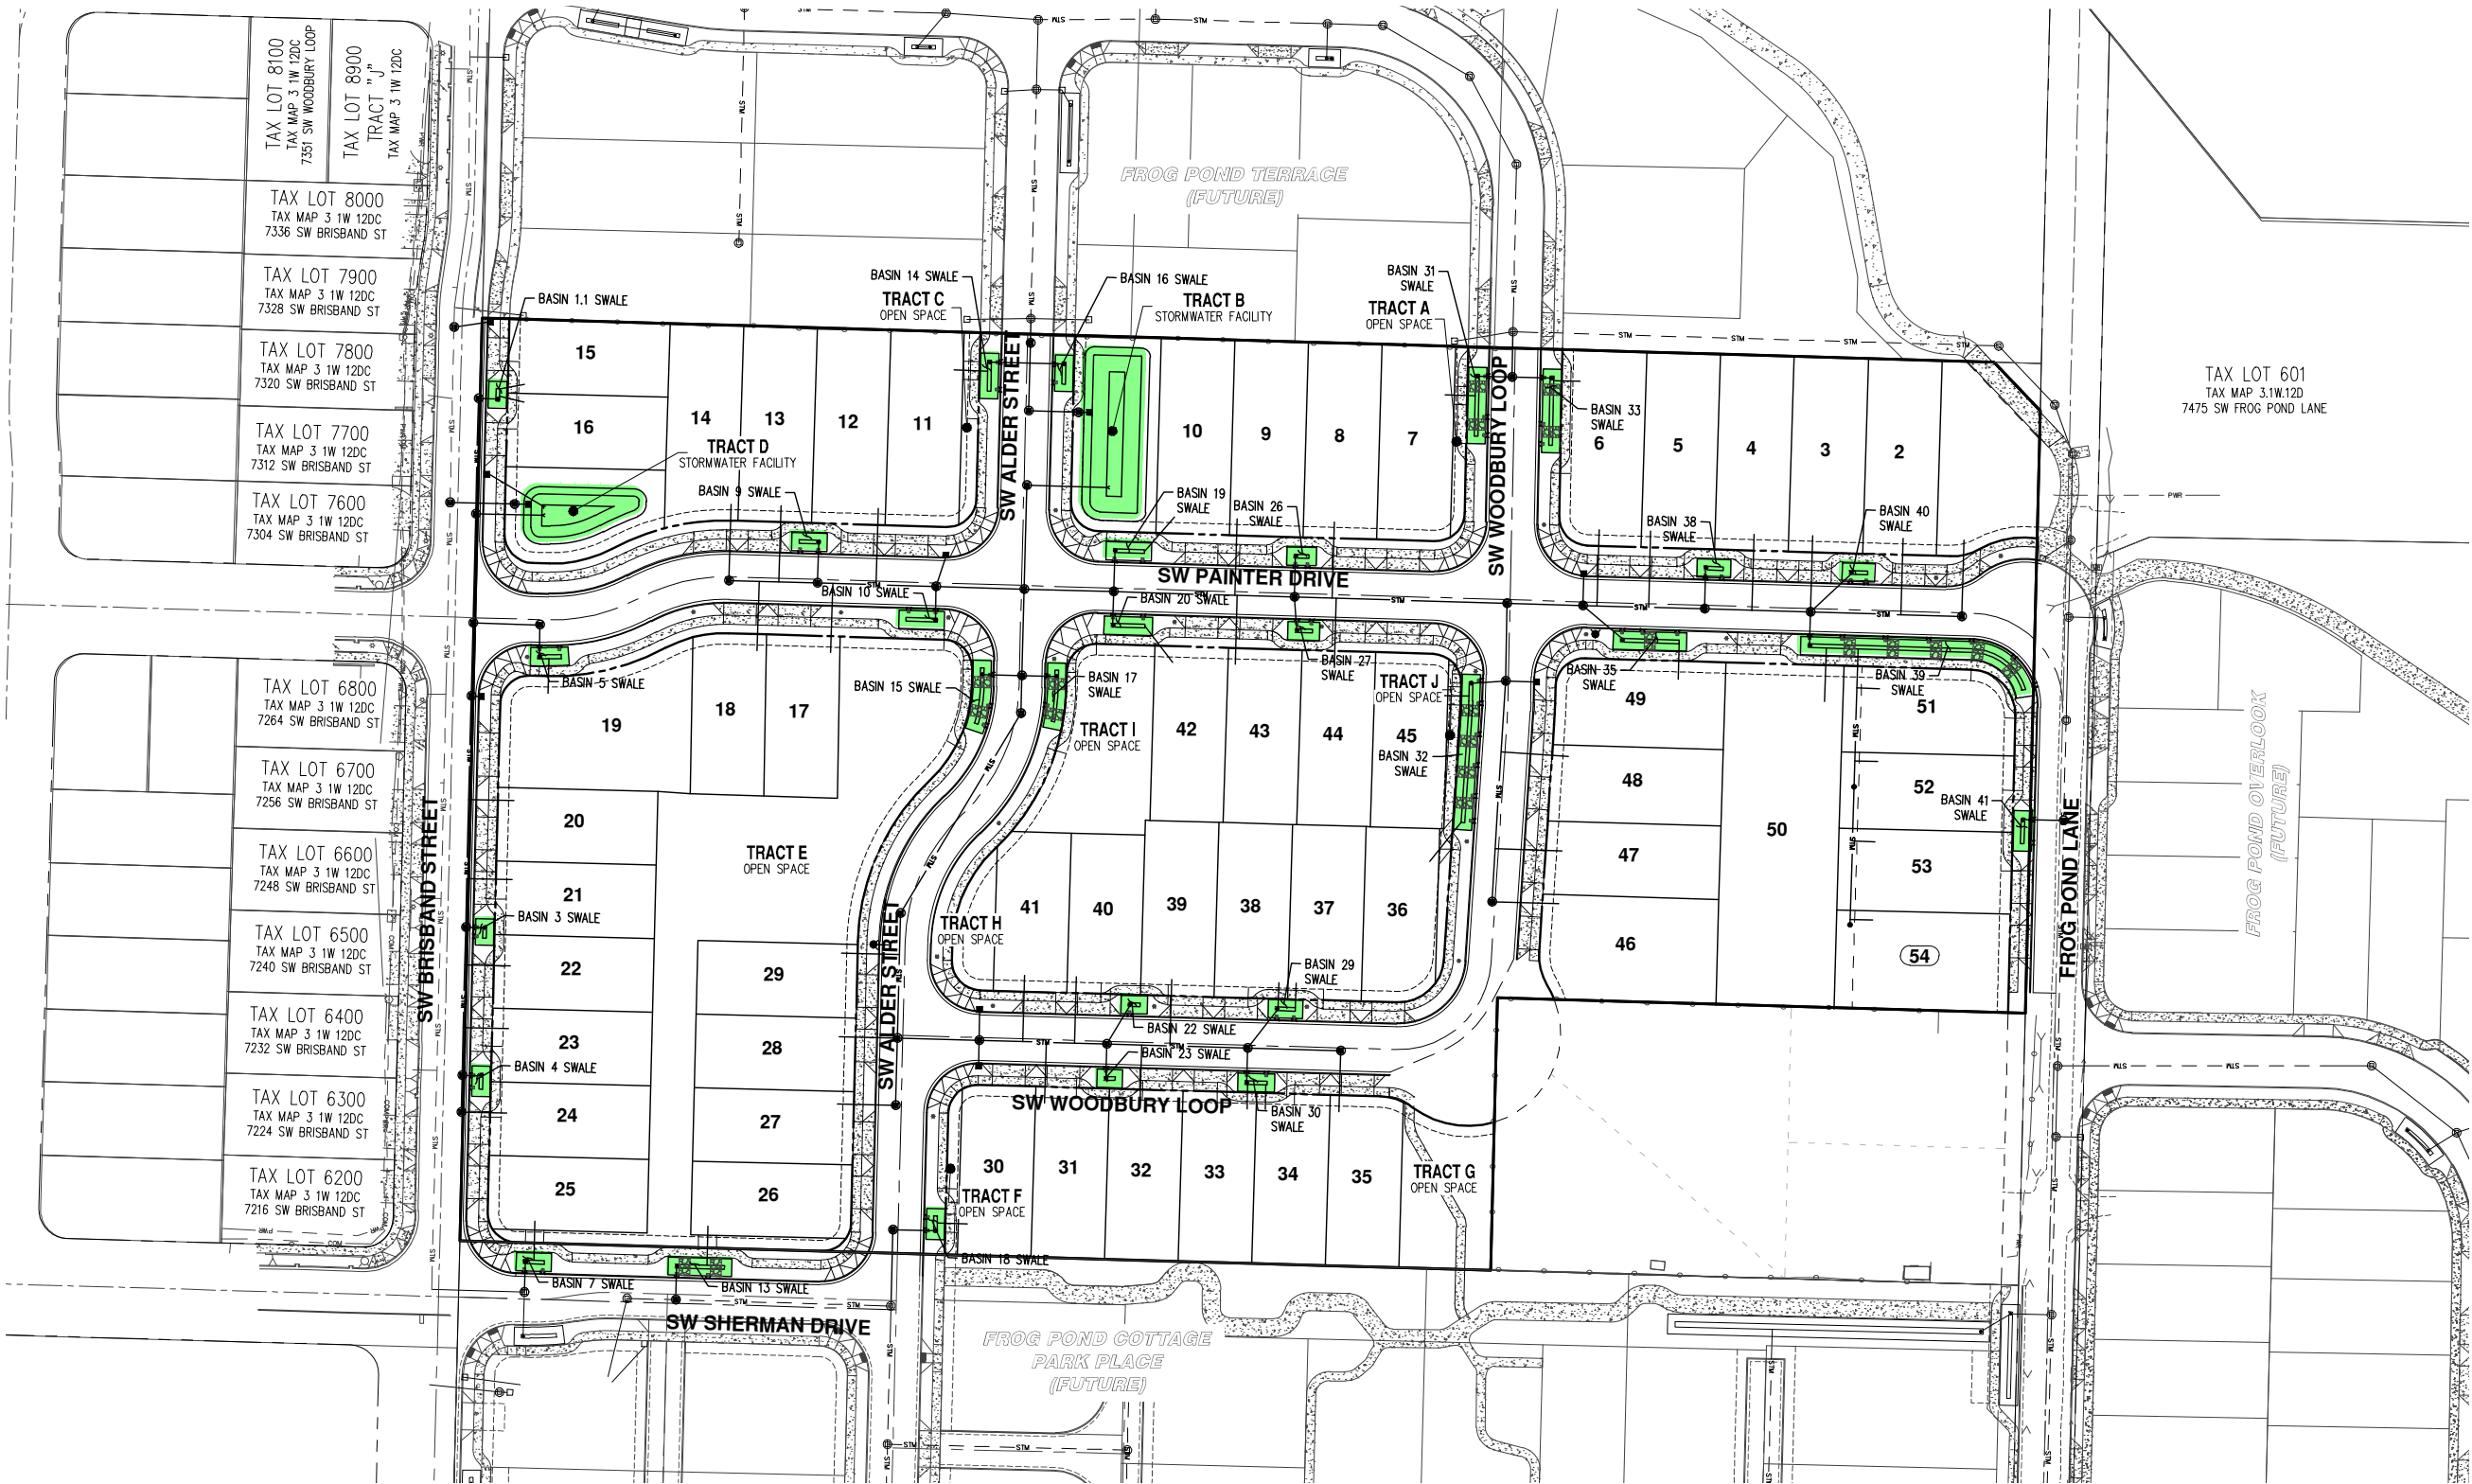 TAX LOT 8100
TAX MAP 3 1W 12DC
7351 SW WOODBURY LOOP
TAX LOT 8900
TRACT "J"
TAX MAP 3 1W 12DC
TAX LOT 8000
TAX MAP 3 1W 12DC
7336 SW BRISBAND ST
TAX LOT 7900
TAX MAP 3 1W 12DC
7328 SW BRISBAND ST
TAX LOT 7800
TAX MAP 3 1W 12DC
7320 SW BRISBAND ST
TAX LOT 7700
TAX MAP 3 1W 12DC
7312 SW BRISBAND ST
TAX LOT 7600
TAX MAP 3 1W 12DC
7304 SW BRISBAND ST
TAX LOT 6800
TAX MAP 3 1W 12DC
7264 SW BRISBAND ST
TAX LOT 6700
TAX MAP 3 1W 12DC
7256 SW BRISBAND ST
TAX LOT 6600
TAX MAP 3 1W 12DC
7248 SW BRISBAND ST
TAX LOT 6500
TAX MAP 3 1W 12DC
7240 SW BRISBAND ST
TAX LOT 6400
TAX MAP 3 1W 12DC
7232 SW BRISBAND ST
TAX LOT 6300
TAX MAP 3 1W 12DC
7224 SW BRISBAND ST
TAX LOT 6200
TAX MAP 3 1W 12DC
7216 SW BRISBAND ST
SW BRISBAND STREET
FROG POND TERRACE
(FUTURE)
BASIN 1.1 SWALE
BASIN 14 SWALE
TRACT C
OPEN SPACE
BASIN 16 SWALE
TRACT B
STORMWATER FACILITY
BASIN 31
SWALE
TRACT A
OPEN SPACE
TAX LOT 601
TAX MAP 3.1W.12D
7475 SW FROG POND LANE
15
16
14
13
12
11
TRACT D
STORMWATER FACILITY
BASIN 9 SWALE
SW ALDER STREET
10
9
8
7
BASIN 19
SWALE
BASIN 26
SWALE
SW WOODBURY LOOP
BASIN 33
SWALE
6
5
4
3
2
BASIN 38
SWALE
BASIN 40
SWALE
PWR
SW PAINTER DRIVE
BASIN 10 SWALE
BASIN 20 SWALE
BASIN 5 SWALE
19
18
17
BASIN 15 SWALE
BASIN 17
SWALE
TRACT I
OPEN SPACE
BASIN 27
SWALE
TRACT J
OPEN SPACE
42
43
44
45
BASIN 32
SWALE
BASIN 35
SWALE
BASIN 39
SWALE
49
48
47
46
50
51
52
53
54
BASIN 41
SWALE
FROG POND LANE
FROG POND OVERLOOK
(FUTURE)
20
21
TRACT E
OPEN SPACE
BASIN 3 SWALE
22
23
BASIN 4 SWALE
24
25
29
28
27
26
SW ALDER STREET
TRACT H
OPEN SPACE
41
40
39
38
37
36
BASIN 29
SWALE
BASIN 22 SWALE
BASIN 23 SWALE
SW WOODBURY LOOP
BASIN 30
SWALE
30
31
32
33
34
35
TRACT F
OPEN SPACE
TRACT G
OPEN SPACE
BASIN 18 SWALE
BASIN 7 SWALE
BASIN 13 SWALE
SW SHERMAN DRIVE
FROG POND COTTAGE
PARK PLACE
(FUTURE)
STM
STM
STM
STM
STM
STM
STM
STM
STM
STM
STM
STM